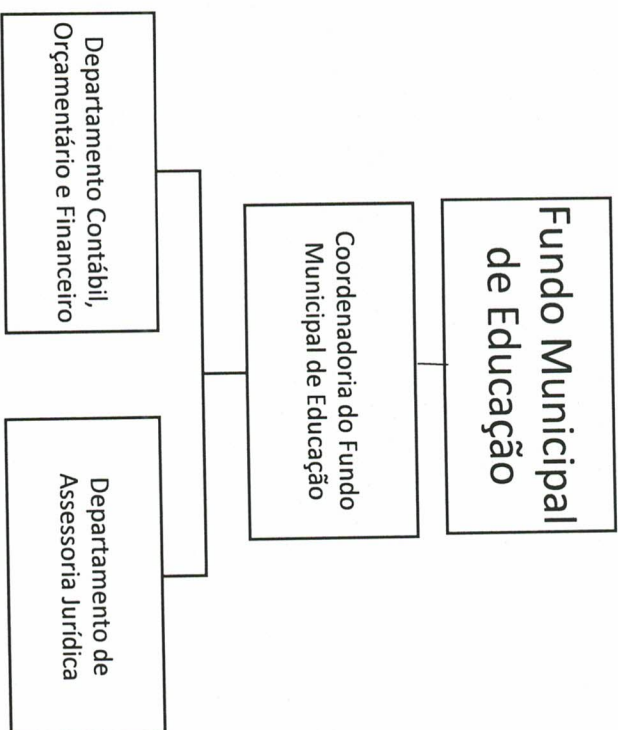 Fundo Municipal
de Educação
Coordenadoria do Fundo
Municipal de Educação
Departamento Contábil,
Orçamentário e Financeiro
Departamento de
Assessoria Jurídica